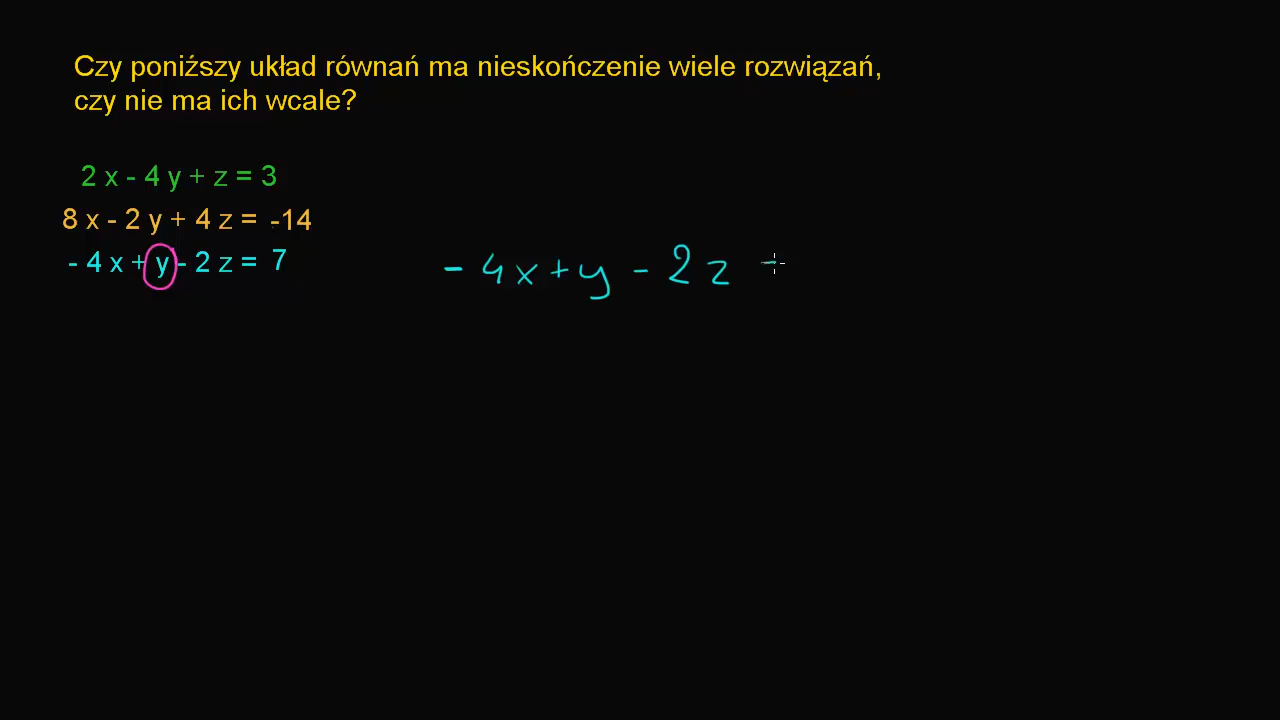 Czy poniższy układ równań ma nieskończenie wiele rozwiązań,
czy nie ma ich wcale?
2 x - 4 y + z = 3
8 x - 2 y + 4 z = -14
- 4 x + y - 2 z = 7
- 4x + y - 2 z